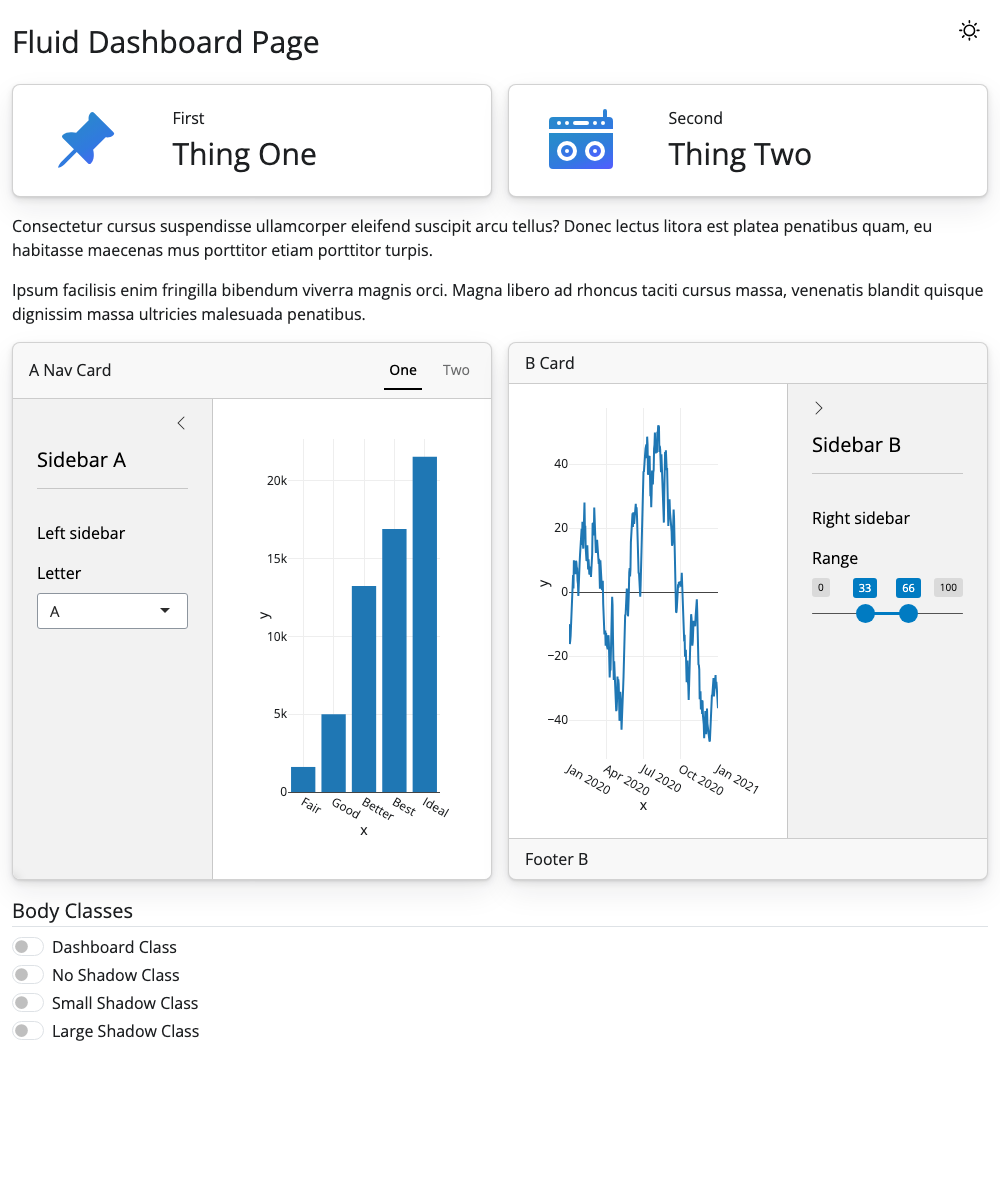 Fluid Dashboard Page
First
Thing One
Second
Thing Two
Consectetur cursus suspendisse ullamcorper eleifend suscipit arcu tellus? Donec lectus litora est platea penatibus quam, eu
habitasse maecenas mus porttitor etiam porttitor turpis.
Ipsum facilisis enim fringilla bibendum viverra magnis orci. Magna libero ad rhoncus taciti cursus massa, venenatis blandit quisque
dignissim massa ultricies malesuada penatibus.
A Nav Card
One
Two
Sidebar A
Left sidebar
Letter
A
20k
15k
10k
5k
0
y
Fair
Good
Better
Best
Ideal
x
B Card
40
20
0
−20
−40
y
Jan 2020
Apr 2020
Jul 2020
Oct 2020
Jan 2021
x
Sidebar B
Right sidebar
Range
0
33
66
100
Footer B
Body Classes
Dashboard Class
No Shadow Class
Small Shadow Class
Large Shadow Class